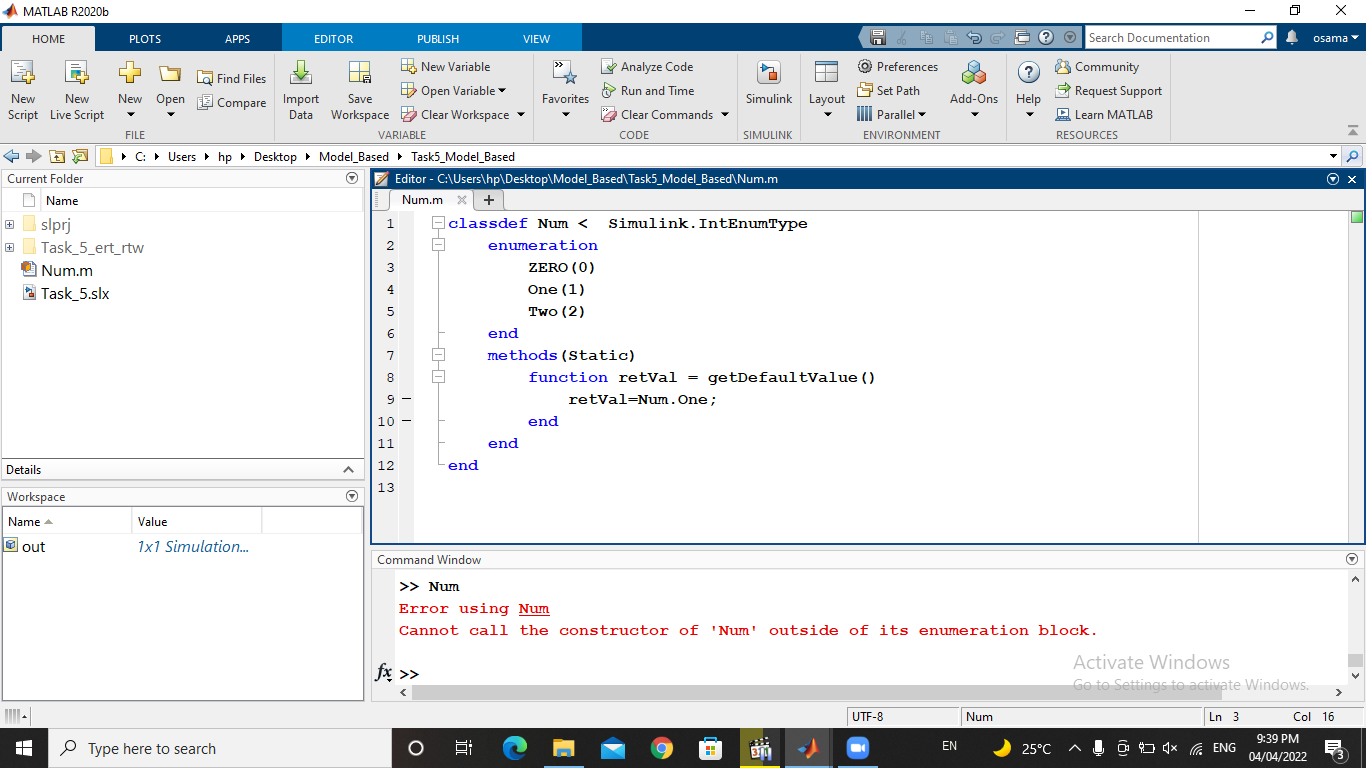 MATLAB R2020b
HOME PLOTS APPS EDITOR PUBLISH VIEW Search Documentation osama
New Script
New Live Script
New
Open
Find Files
Compare
FILE
Import Data
Save Workspace
New Variable
Open Variable
Clear Workspace
VARIABLE
Favorites
Analyze Code
Run and Time
Clear Commands
CODE
Simulink
SIMULINK
Layout
Preferences
Set Path
Parallel
Add-Ons
ENVIRONMENT
Help
Community
Request Support
Learn MATLAB
RESOURCES
C: Users hp Desktop Model_Based Task5_Model_Based
Current Folder
Name
slprj
Task_5_ert_rtw
Num.m
Task_5.slx
Details
Workspace
Name Value
out 1x1 Simulation...
Editor - C:\Users\hp\Desktop\Model_Based\Task5_Model_Based\Num.m
Num.m +
1 classdef Num <  Simulink.IntEnumType
2 enumeration
3 ZERO(0)
4 One(1)
5 Two(2)
6 end
7 methods(Static)
8 function retVal = getDefaultValue()
9 retVal=Num.One;
10 end
11 end
12 end
13
Command Window
>> Num
Error using Num
Cannot call the constructor of 'Num' outside of its enumeration block.
fx >>
Activate Windows
Go to Settings to activate Windows.
UTF-8 Num Ln 3 Col 16
Type here to search
EN 25°C ENG 9:39 PM
04/04/2022 3